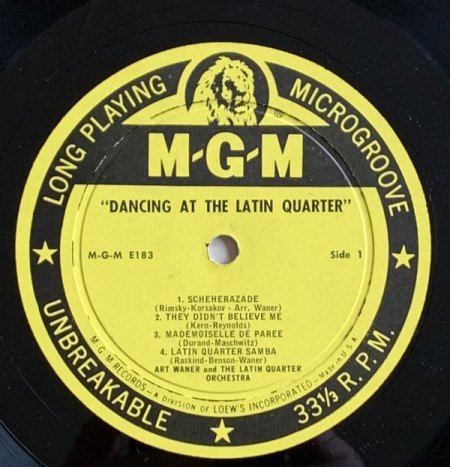 LONG PLAYING MICROGROOVE
®
M-G-M
"DANCING AT THE LATIN QUARTER"
M-G-M E183
Side 1
1. SCHEHERAZADE
(Rimsky-Korsakov - Arr. Waner)
2. THEY DIDN'T BELIEVE ME
(Kern-Reynolds)
3. MADEMOISELLE DE PAREE
(Durand-Maschwitz)
4. LATIN QUARTER SAMBA
(Raskind-Benson-Waner)
ART WANER and THE LATIN QUARTER
ORCHESTRA
M G M RECORDS - A DIVISION OF LOEW'S INCORPORATED - Made in U.S.A.
UNBREAKABLE
33⅓ R.P.M.